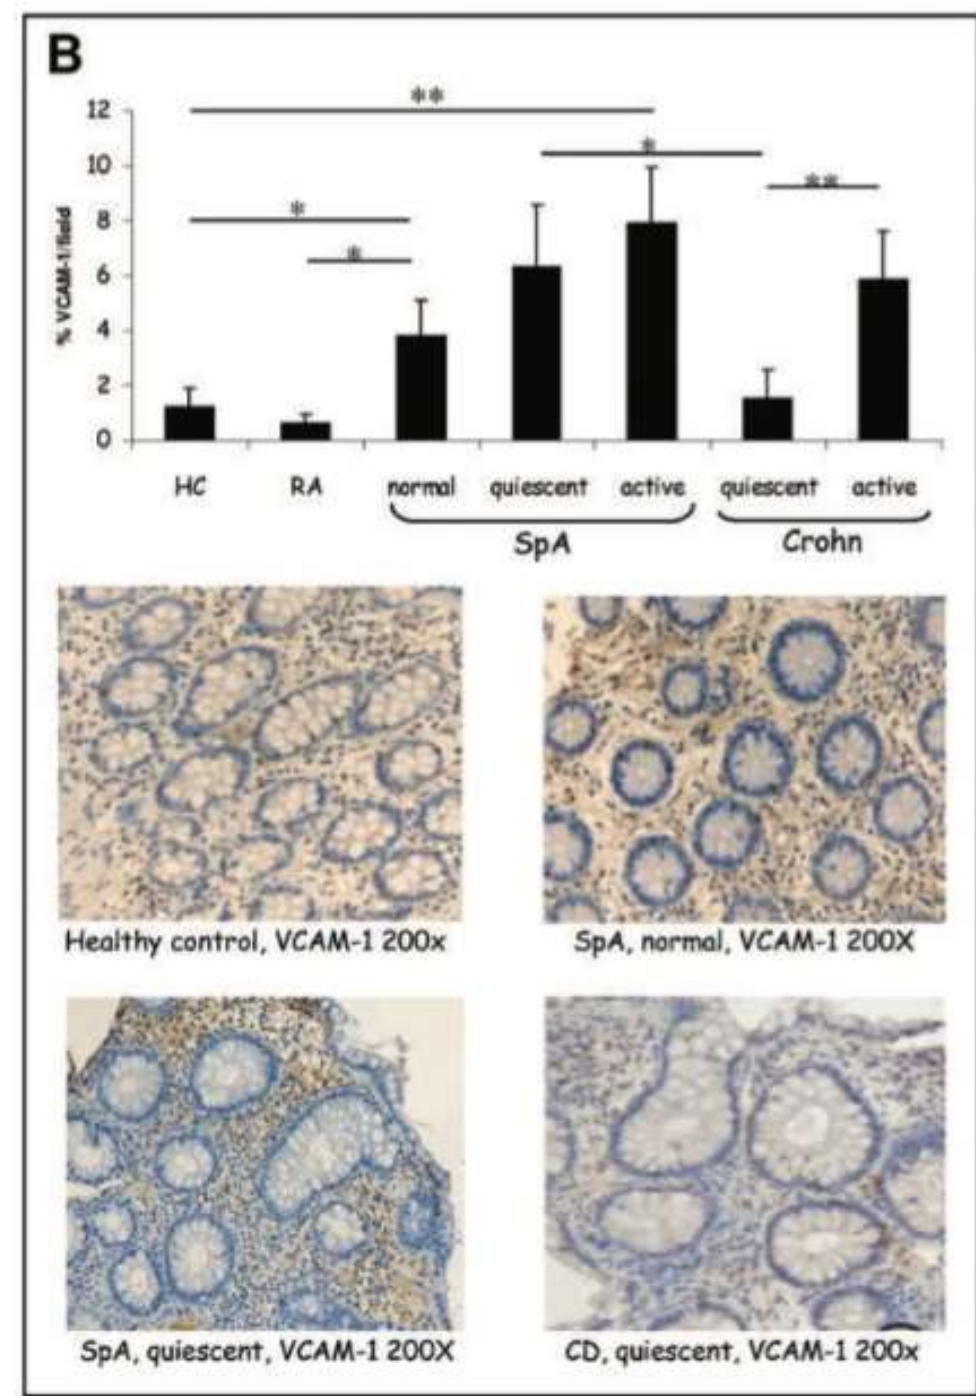 B
**
12
*
10
**
*
8
*
6
4
2
0
% VCAM-1/field
HC RA normal quiescent active quiescent active
SpA Crohn
Healthy control, VCAM-1 200x
SpA, normal, VCAM-1 200X
SpA, quiescent, VCAM-1 200X
CD, quiescent, VCAM-1 200x